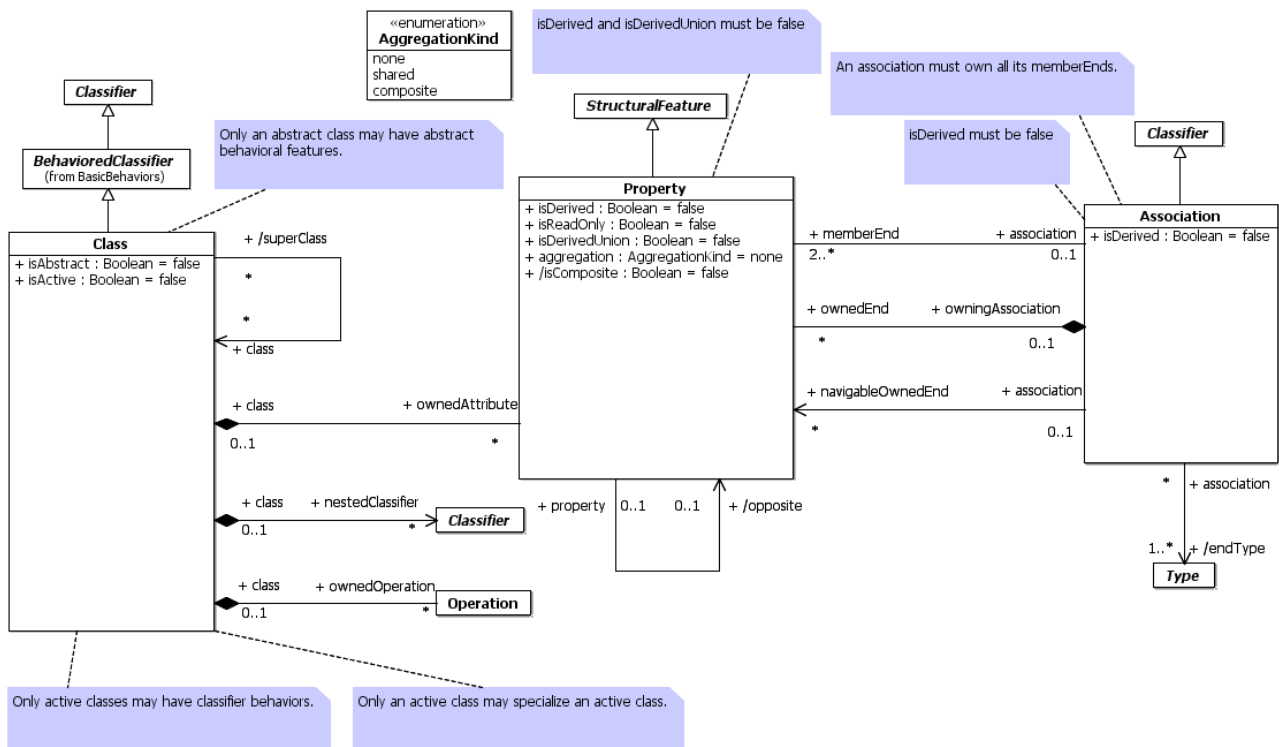 «enumeration»
AggregationKind
none
shared
composite
isDerived and isDerivedUnion must be false
An association must own all its memberEnds.
Classifier
StructuralFeature
Only an abstract class may have abstract
behavioral features.
isDerived must be false
Classifier
BehavioredClassifier
(from BasicBehaviors)
Property
+ isDerived : Boolean = false
+ isReadOnly : Boolean = false
+ isDerivedUnion : Boolean = false
+ aggregation : AggregationKind = none
+ /isComposite : Boolean = false
Association
+ isDerived : Boolean = false
Class
+ isAbstract : Boolean = false
+ isActive : Boolean = false
+ /superClass
*
*
+ class
+ memberEnd
+ association
2..*
0..1
+ ownedEnd
+ owningAssociation
*
0..1
+ navigableOwnedEnd
+ association
*
0..1
+ class
+ ownedAttribute
0..1
*
+ class
+ nestedClassifier
0..1
*
Classifier
+ property
0..1
0..1
+ /opposite
*
+ association
1..*
+ /endType
Type
+ class
+ ownedOperation
0..1
*
Operation
Only active classes may have classifier behaviors.
Only an active class may specialize an active class.